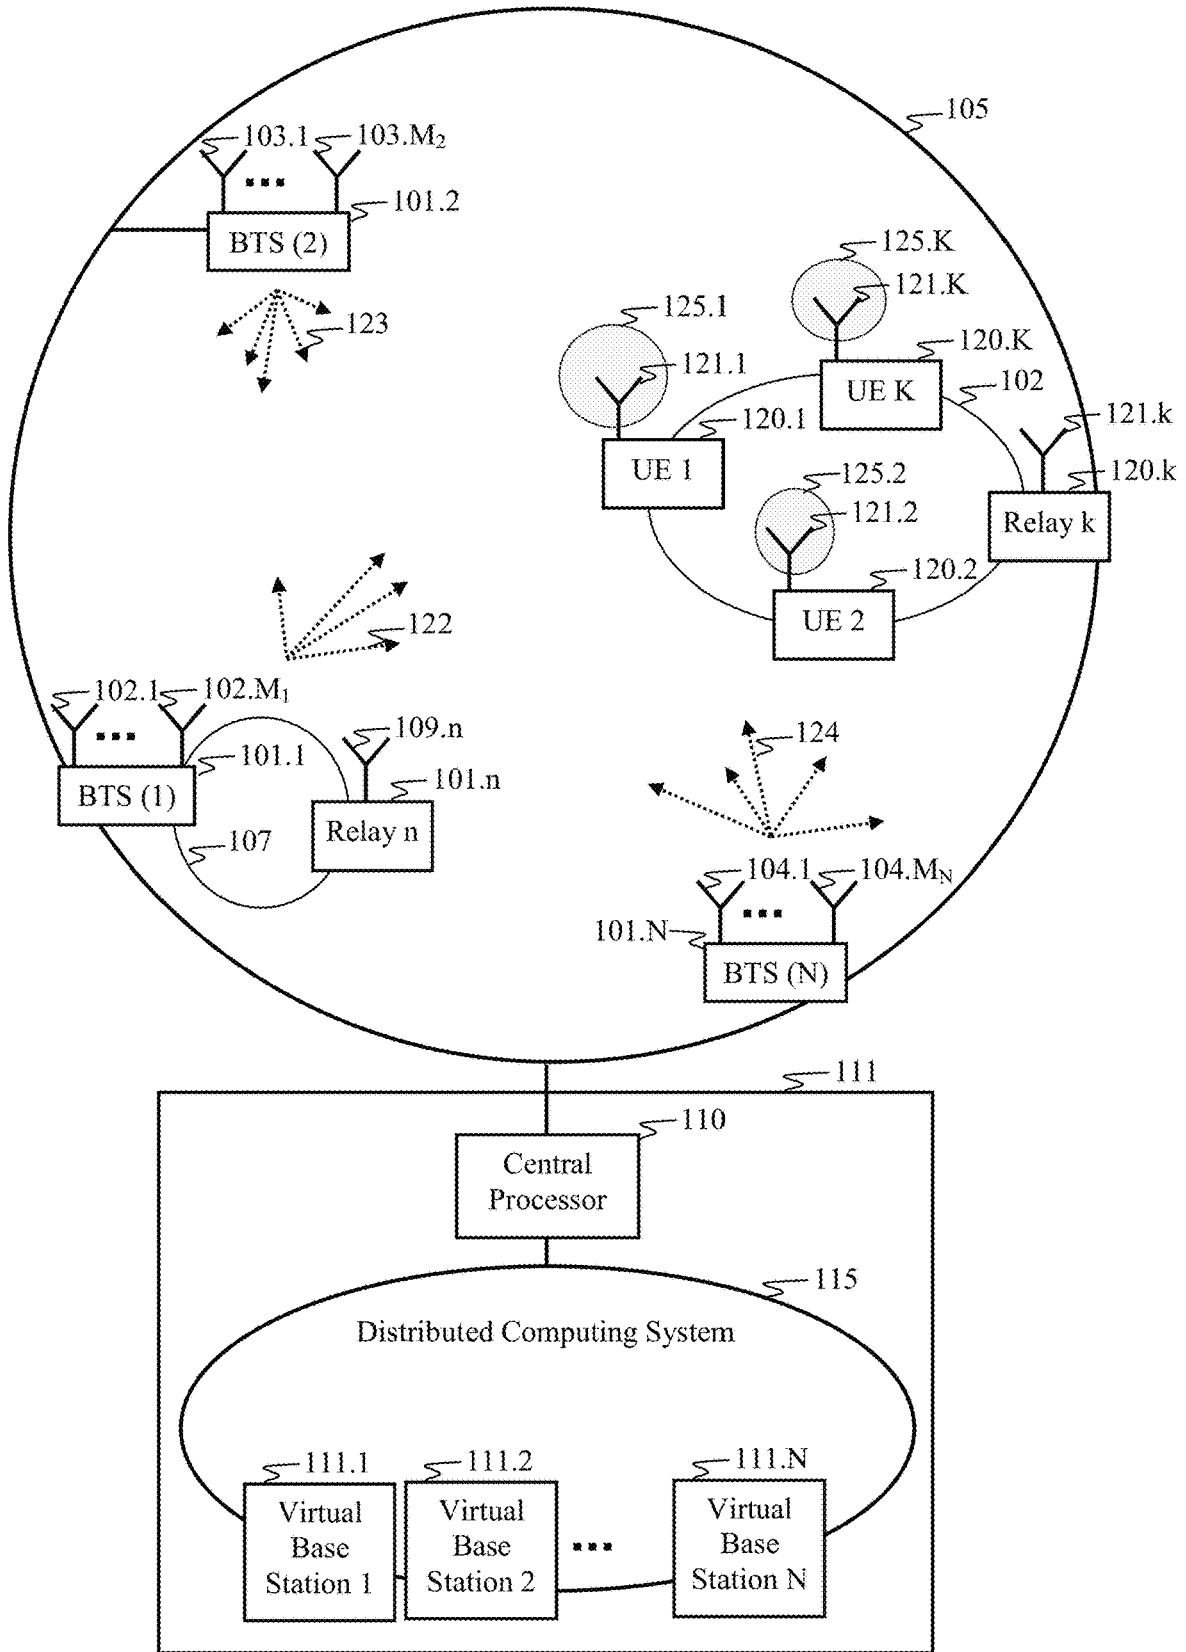 105
103.1
103.M2
101.2
BTS (2)
123
125.K
121.K
125.1
121.1
120.K
102
UE K
120.1
121.k
UE 1
125.2
120.k
121.2
Relay k
120.2
UE 2
122
102.1
102.M1
109.n
124
101.1
101.n
BTS (1)
Relay n
107
104.1
104.MN
101.N
BTS (N)
111
110
Central
Processor
115
Distributed Computing System
111.1
111.2
111.N
Virtual
Base
Station 1
Virtual
Base
Station 2
Virtual
Base
Station N